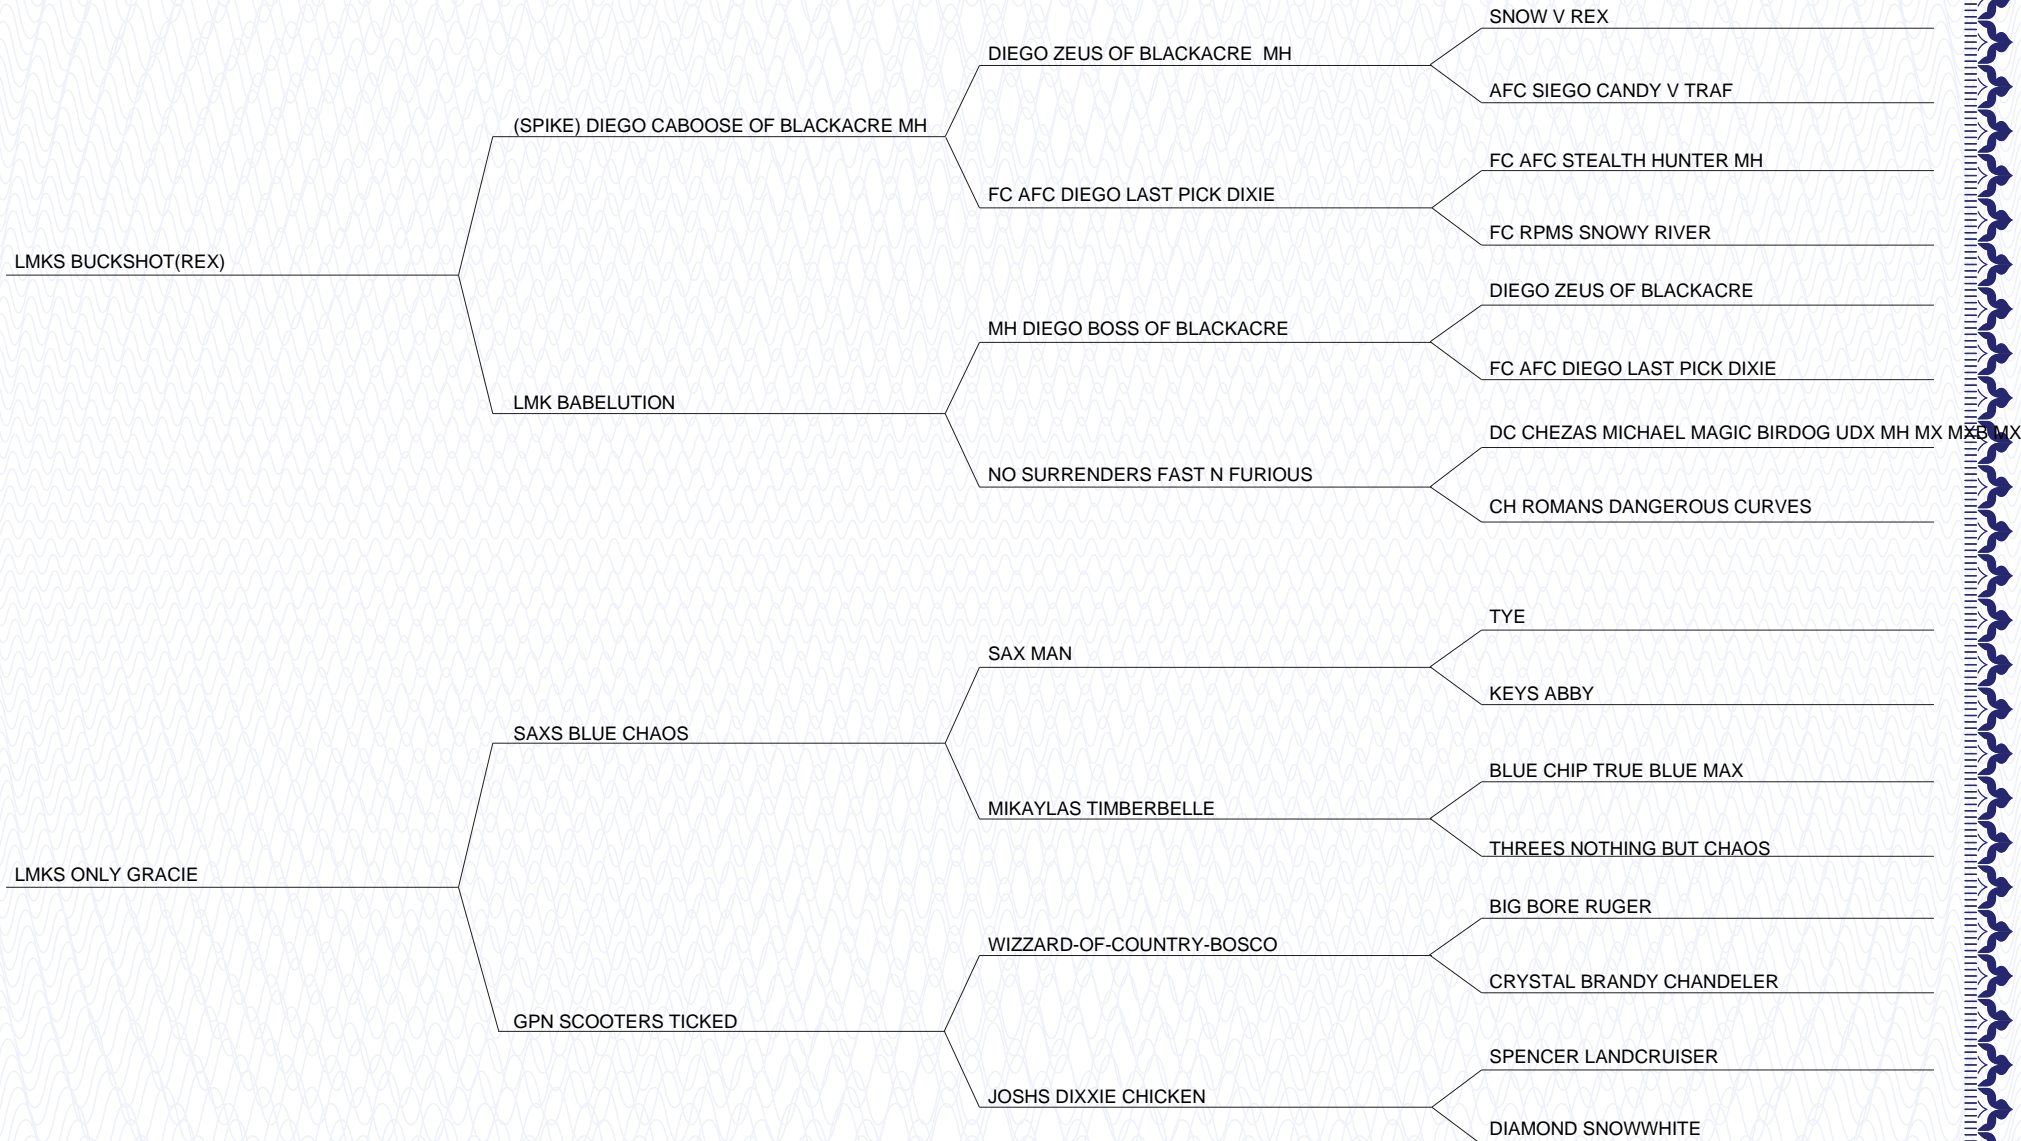 SNOW V REX
DIEGO ZEUS OF BLACKACRE  MH
AFC SIEGO CANDY V TRAF
(SPIKE) DIEGO CABOOSE OF BLACKACRE MH
FC AFC STEALTH HUNTER MH
FC AFC DIEGO LAST PICK DIXIE
FC RPMS SNOWY RIVER
LMKS BUCKSHOT(REX)
DIEGO ZEUS OF BLACKACRE
MH DIEGO BOSS OF BLACKACRE
FC AFC DIEGO LAST PICK DIXIE
LMK BABELUTION
DC CHEZAS MICHAEL MAGIC BIRDOG UDX MH MX MXB MX
NO SURRENDERS FAST N FURIOUS
CH ROMANS DANGEROUS CURVES
TYE
SAX MAN
KEYS ABBY
SAXS BLUE CHAOS
BLUE CHIP TRUE BLUE MAX
MIKAYLAS TIMBERBELLE
THREES NOTHING BUT CHAOS
LMKS ONLY GRACIE
BIG BORE RUGER
WIZZARD-OF-COUNTRY-BOSCO
CRYSTAL BRANDY CHANDELER
GPN SCOOTERS TICKED
SPENCER LANDCRUISER
JOSHS DIXXIE CHICKEN
DIAMOND SNOWWHITE